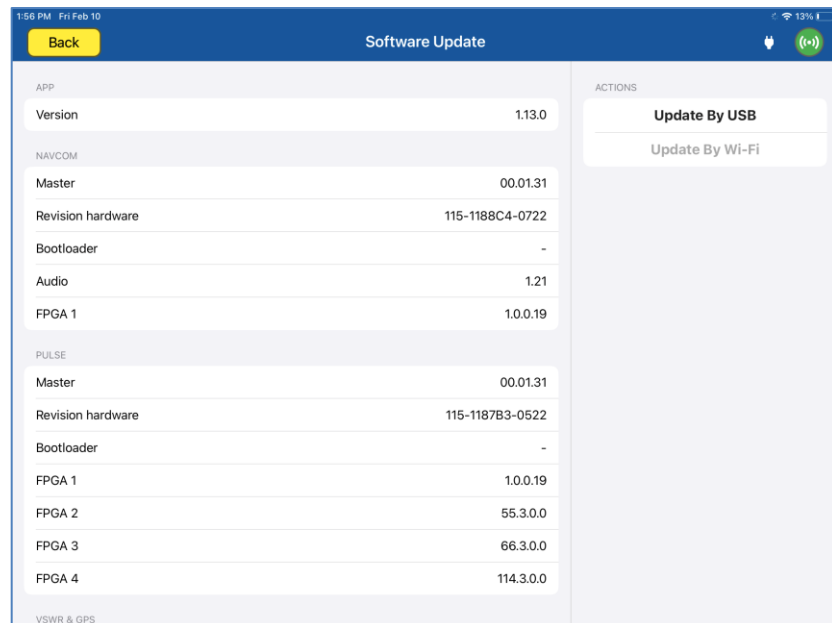 1:56 PM Fri Feb 10
13%
Back
Software Update
APP
Version 1.13.0
NAVCOM
Master 00.01.31
Revision hardware 115-1188C4-0722
Bootloader -
Audio 1.21
FPGA 1 1.0.0.19
PULSE
Master 00.01.31
Revision hardware 115-1187B3-0522
Bootloader -
FPGA 1 1.0.0.19
FPGA 2 55.3.0.0
FPGA 3 66.3.0.0
FPGA 4 114.3.0.0
VSWR & GPS
ACTIONS
Update By USB
Update By Wi-Fi